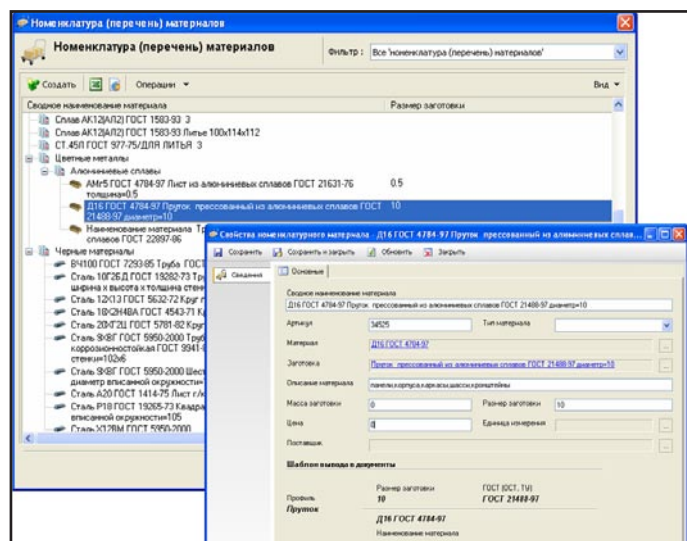 Номенклатура (перечень) материалов
Номенклатура (перечень) материалов
Фильтр :
Все 'номенклатура (перечень) материалов'
Создать
Операции
Вид
Сводное наименование материала
Размер заготовки
Сплав АК12(АЛ2) ГОСТ 1583-93 3
Сплав АК12(АЛ2) ГОСТ 1583-93 Литье 100х114х112
СТ.45Л ГОСТ 977-75/ДЛЯ ЛИТЬЯ 3
Цветные металлы
Алюминиевые сплавы
АМг5 ГОСТ 4784-97 Лист из алюминиевых сплавов ГОСТ 21631-76
0.5
толщина=0.5
Д16 ГОСТ 4784-97 Пруток прессованный из алюминиевых сплавов ГОСТ
10
21488-97 диаметр=10
Наименование материала
сплавов ГОСТ 22897-86
Черные материалы
ВЧ100 ГОСТ 7293-85 Труба ГОСТ
Сталь 10Г2БД ГОСТ 19282-73
ширина х высота х толщина
Сталь 12Х13 ГОСТ 5632-72 Круг
Сталь 18Х2Н4ВА ГОСТ 4543-71
Сталь 20ХГ2Ц ГОСТ 5781-82
Сталь 9Х8Г ГОСТ 5950-2000
коррозионностойкая ГОСТ
стенки=102х6
Сталь 9Х8Г ГОСТ 5950-2000
диаметр вписанной окружности=
Сталь А20 ГОСТ 1414-75 Лист
Сталь Р18 ГОСТ 19265-73
вписанной окружности=105
Сталь Х12ВМ ГОСТ 5950-2000
Свойства номенклатурного материала - Д16 ГОСТ 4784-97 Пруток прессованный из алюминиевых сплав...
Сохранить
Сохранить и закрыть
Обновить
Закрыть
Сведения
Основные
Сводное наименование материала
Д16 ГОСТ 4784-97 Пруток прессованный из алюминиевых сплавов ГОСТ 21488-97 диаметр=10
Артикул
34525
Тип материала
Материал
Д16 ГОСТ 4784-97
Заготовка
Пруток прессованный из алюминиевых сплавов ГОСТ 21488-97 диаметр=10
Описание материала
панели,корпуса,каркасы,шасси,кронштейны
Масса заготовки
0
Размер заготовки
10
Цена
0
Единица измерения
Поставщик
Шаблон вывода в документы
Размер заготовки
ГОСТ (ОСТ, ТУ)
Профиль
10
ГОСТ 21488-97
Пруток
Д16 ГОСТ 4784-97
Наименование материала